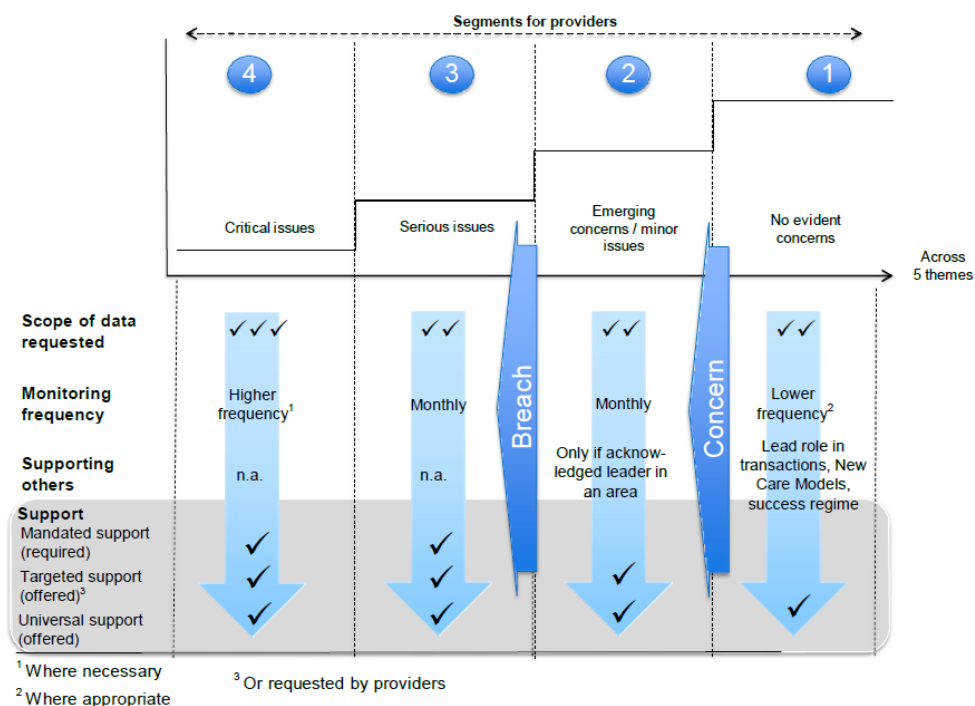 Segments for providers
4
3
2
1
Critical issues
Serious issues
Emerging
concerns / minor
issues
No evident
concerns
Across
5 themes
Scope of data
requested
✓✓✓
✓✓
✓✓
✓✓
Monitoring
frequency
Higher
frequency1
Monthly
Monthly
Lower
frequency2
Breach
Concern
Supporting
others
n.a.
n.a.
Only if acknow-
ledged leader in
an area
Lead role in
transactions, New
Care Models,
success regime
Support
Mandated support
(required)
✓
✓
Targeted support
(offered)3
✓
✓
✓
Universal support
(offered)
✓
✓
✓
✓
1 Where necessary
2 Where appropriate
3 Or requested by providers